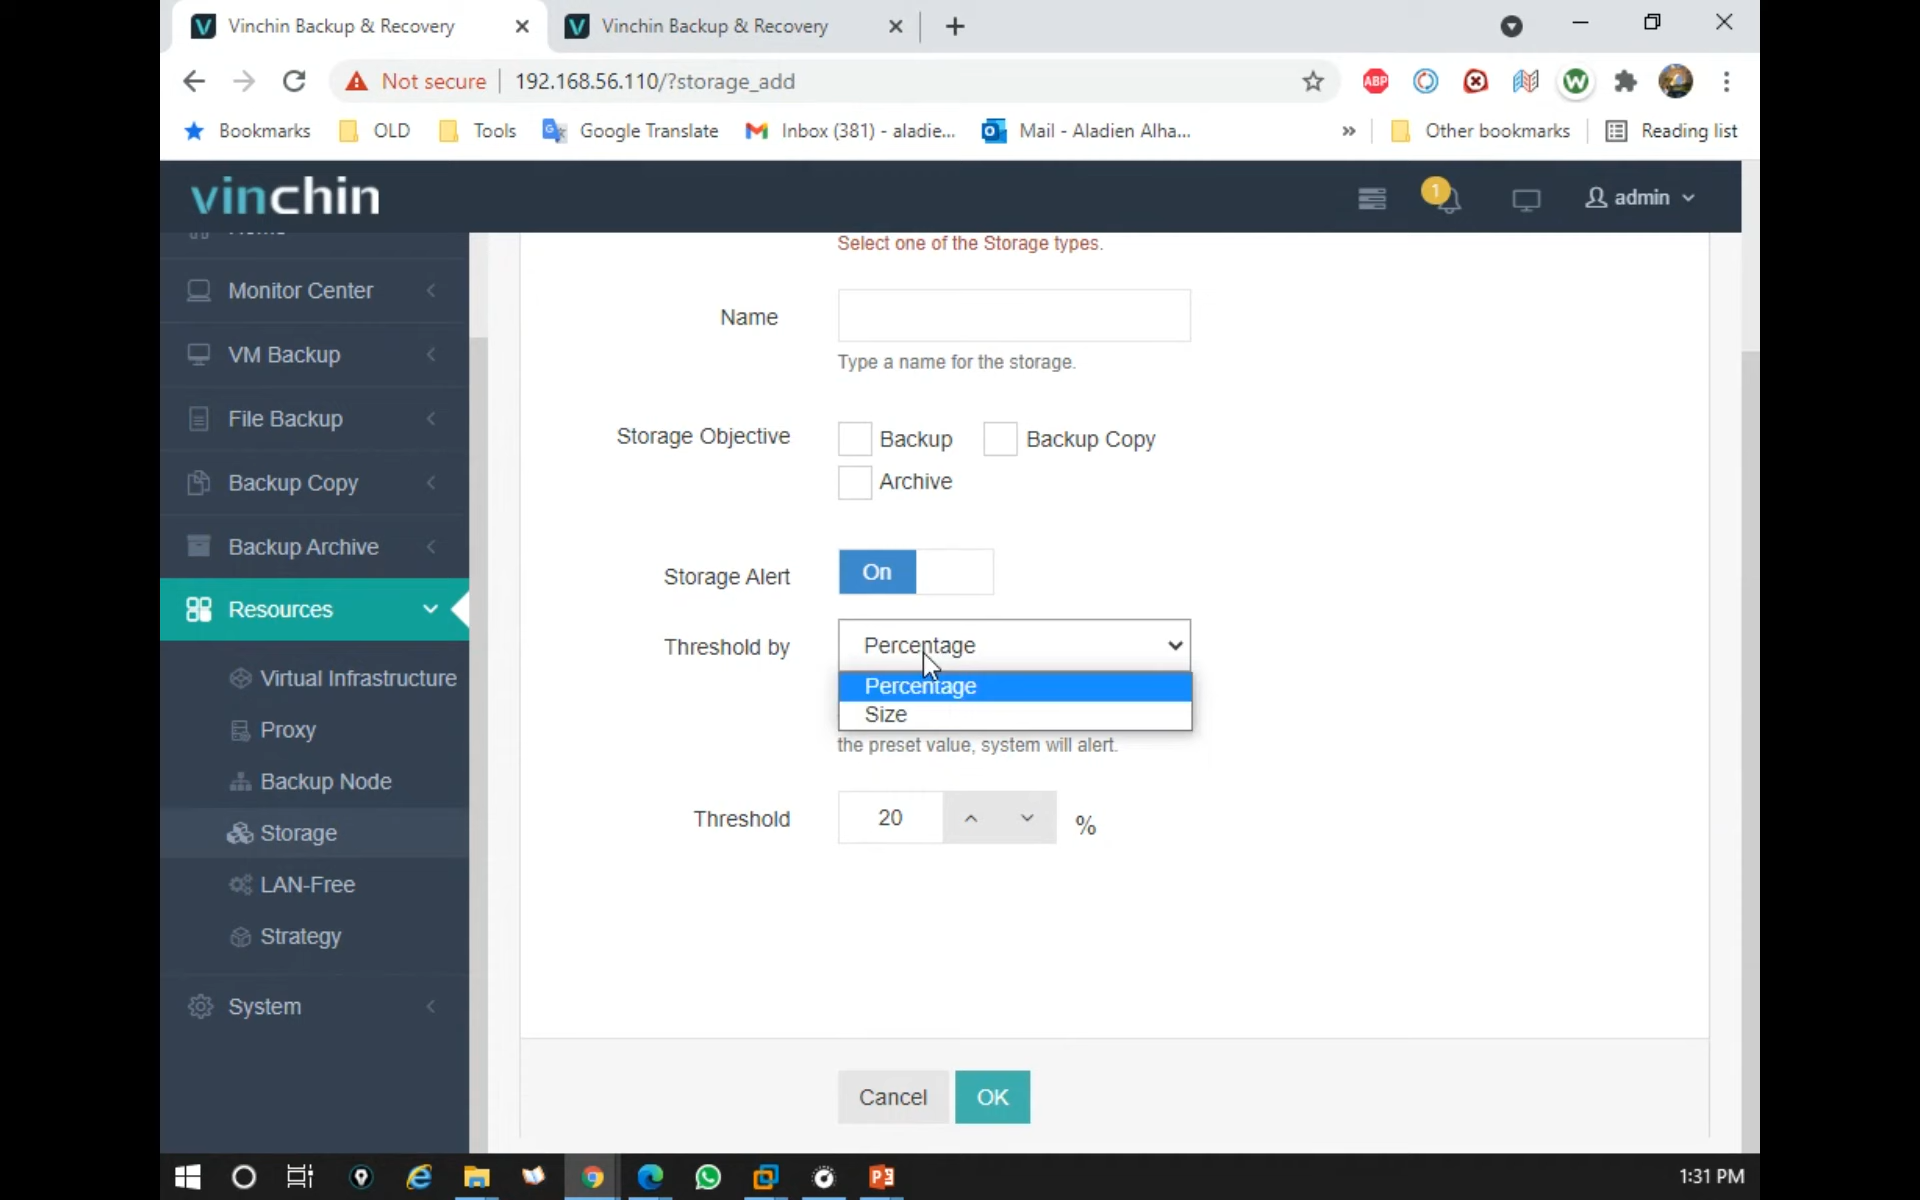 Vinchin Backup & Recovery
Vinchin Backup & Recovery
Not secure 192.168.56.110/?storage_add
ABP
Bookmarks OLD Tools Google Translate Inbox (381) - aladie... Mail - Aladien Alha... » Other bookmarks Reading list
vinchin
1
admin
Select one of the Storage types.
Monitor Center
VM Backup
File Backup
Backup Copy
Backup Archive
Resources
Virtual Infrastructure
Proxy
Backup Node
Storage
LAN-Free
Strategy
System
Name
Type a name for the storage.
Storage Objective
Backup Backup Copy
Archive
Storage Alert On
Threshold by Percentage
Percentage
Size
the preset value, system will alert.
Threshold 20 %
Cancel OK
1:31 PM